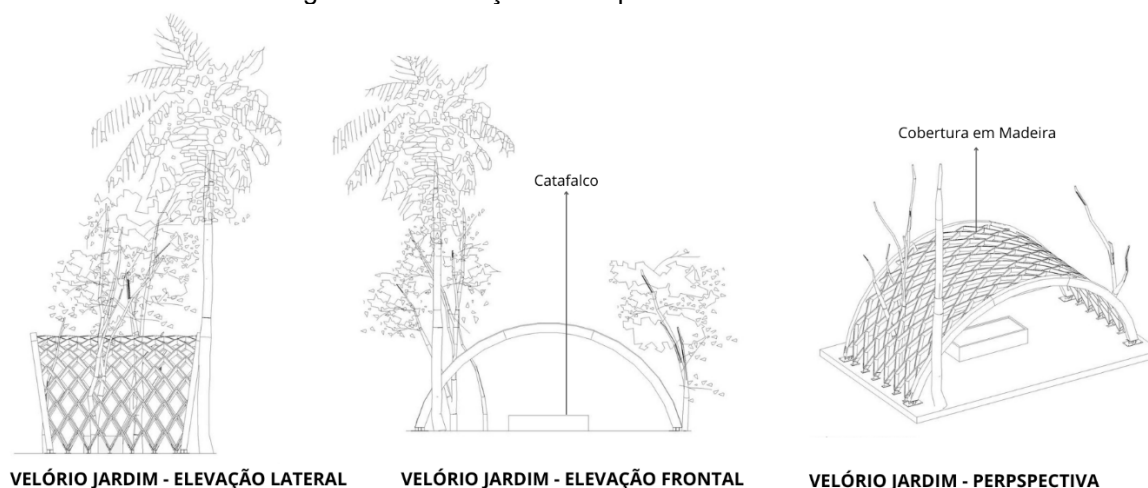 Cobertura em Madeira
Catafalco
VELÓRIO JARDIM - ELEVAÇÃO LATERAL
VELÓRIO JARDIM - ELEVAÇÃO FRONTAL
VELÓRIO JARDIM - PERPSPECTIVA